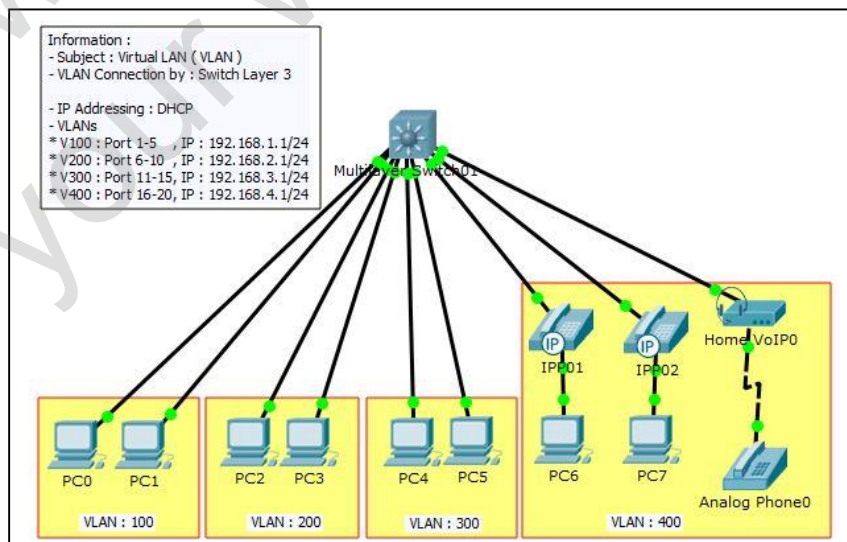 Information :
- Subject : Virtual LAN ( VLAN )
- VLAN Connection by : Switch Layer 3
- IP Addressing : DHCP
- VLANs
* V100 : Port 1-5 , IP : 192.168.1.1/24
* V200 : Port 6-10 , IP : 192.168.2.1/24
* V300 : Port 11-15, IP : 192.168.3.1/24
* V400 : Port 16-20, IP : 192.168.4.1/24
Multilayer Switch01
IPP01
IPP02
Home VoIP0
PC0
PC1
PC2
PC3
PC4
PC5
PC6
PC7
Analog Phone0
VLAN : 100
VLAN : 200
VLAN : 300
VLAN : 400
your